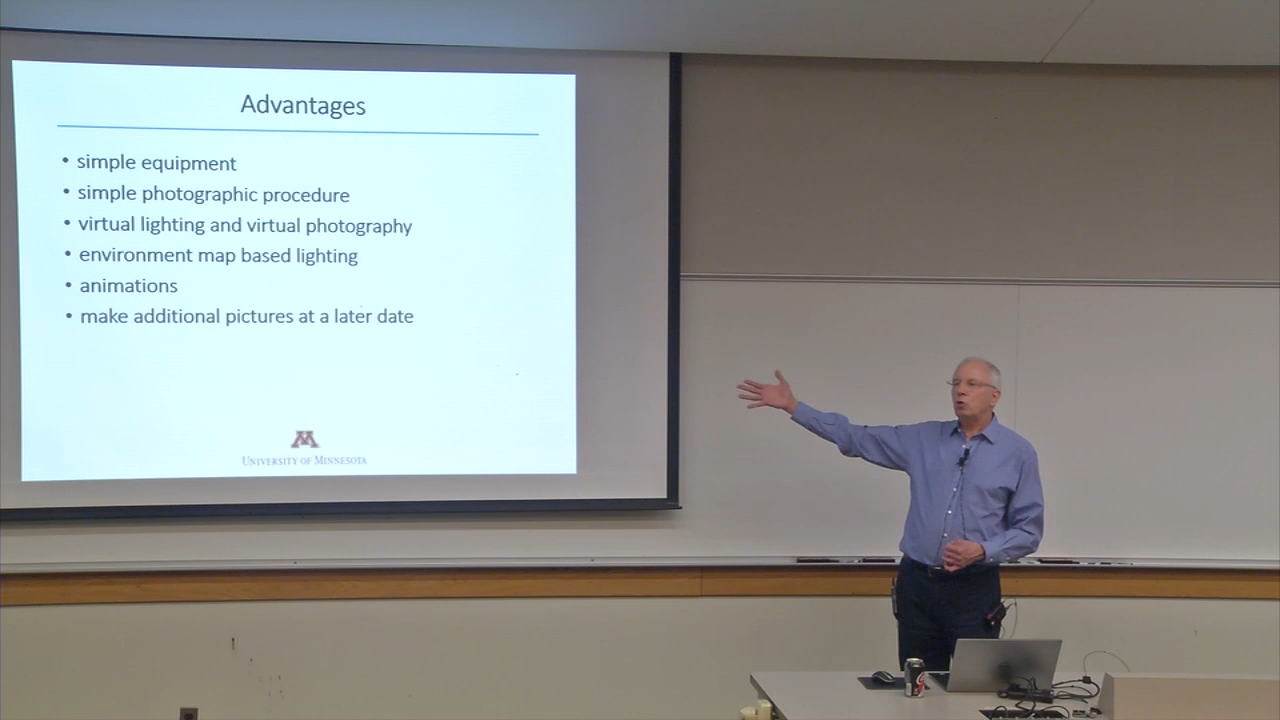 Advantages
• simple equipment
• simple photographic procedure
• virtual lighting and virtual photography
• environment map based lighting
• animations
• make additional pictures at a later date
M
UNIVERSITY OF MINNESOTA